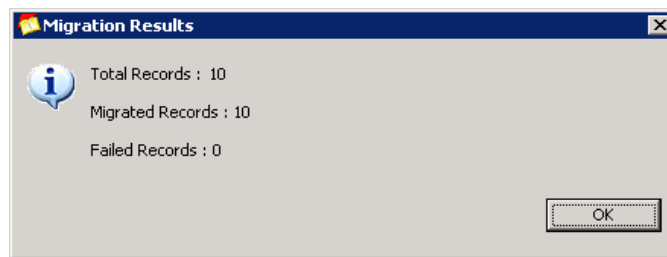 Migration Results
Total Records : 10
Migrated Records : 10
Failed Records : 0
OK